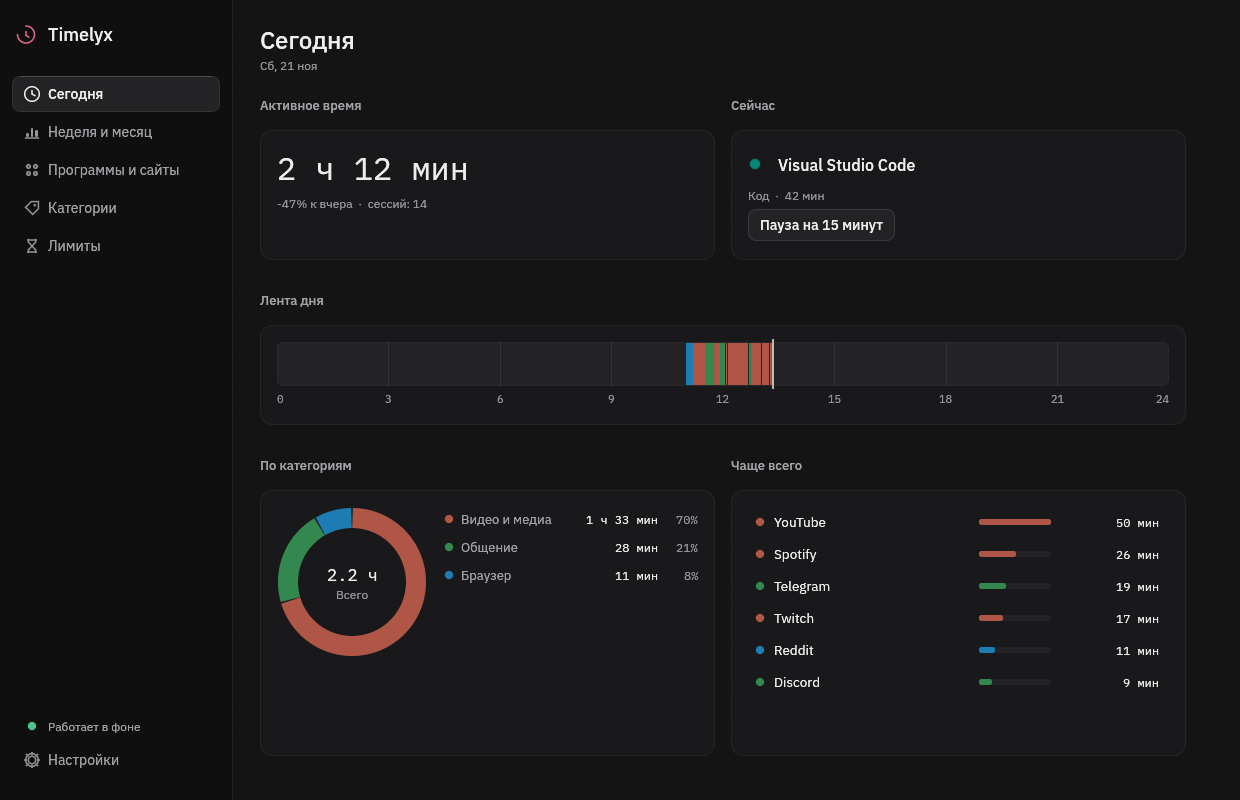 Timelyx
Сегодня
Неделя и месяц
Программы и сайты
Категории
Лимиты
Работает в фоне
Настройки
Сегодня
Сб, 21 ноя
Активное время
2 ч 12 мин
-47% к вчера · сессий: 14
Сейчас
Visual Studio Code
Код · 42 мин
Пауза на 15 минут
Лента дня
0 3 6 9 12 15 18 21 24
По категориям
2.2 ч
Всего
Видео и медиа 1 ч 33 мин 70%
Общение 28 мин 21%
Браузер 11 мин 8%
Чаще всего
YouTube 50 мин
Spotify 26 мин
Telegram 19 мин
Twitch 17 мин
Reddit 11 мин
Discord 9 мин